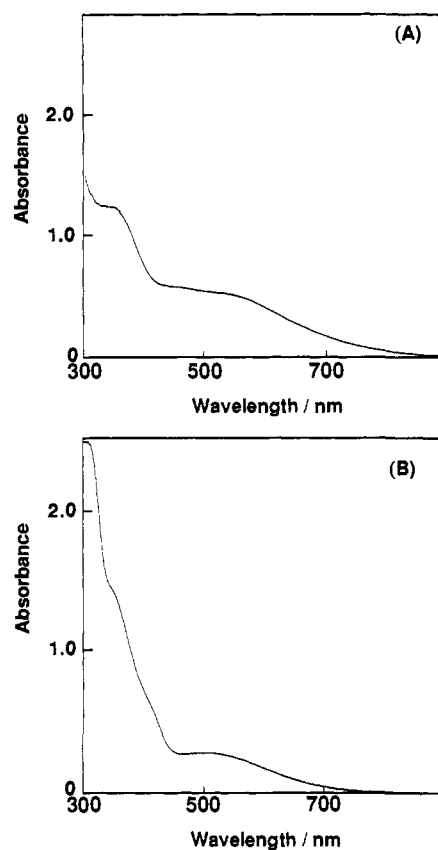 (A)
2.0
Absorbance
1.0
0
300 500 700
Wavelength / nm
(B)
2.0
Absorbance
1.0
0
300 500 700
Wavelength / nm